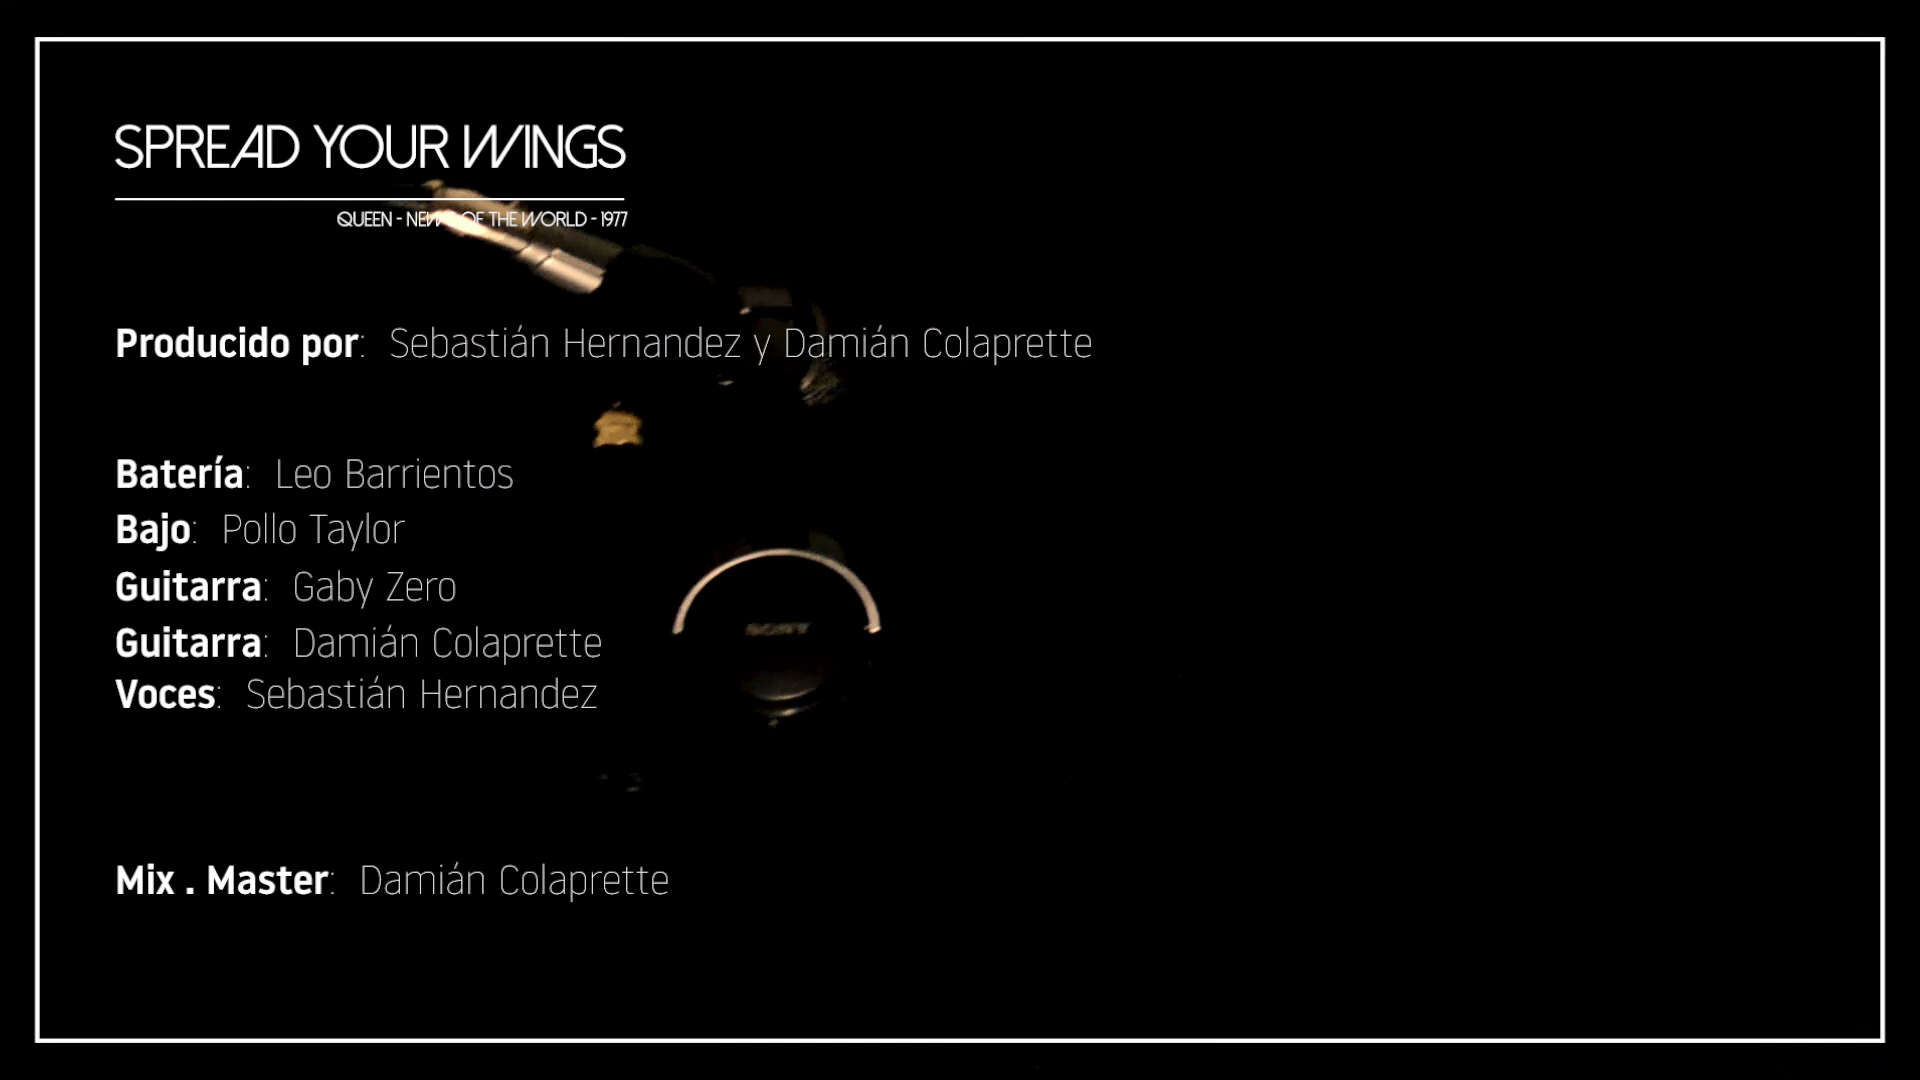 SPREAD YOUR WINGS
QUEEN - NEWS OF THE WORLD - 1977
Producido por: Sebastián Hernandez y Damián Colaprette
Batería: Leo Barrientos
Bajo: Pollo Taylor
Guitarra: Gaby Zero
Guitarra: Damián Colaprette
Voces: Sebastián Hernandez
SONY
Mix . Master: Damián Colaprette